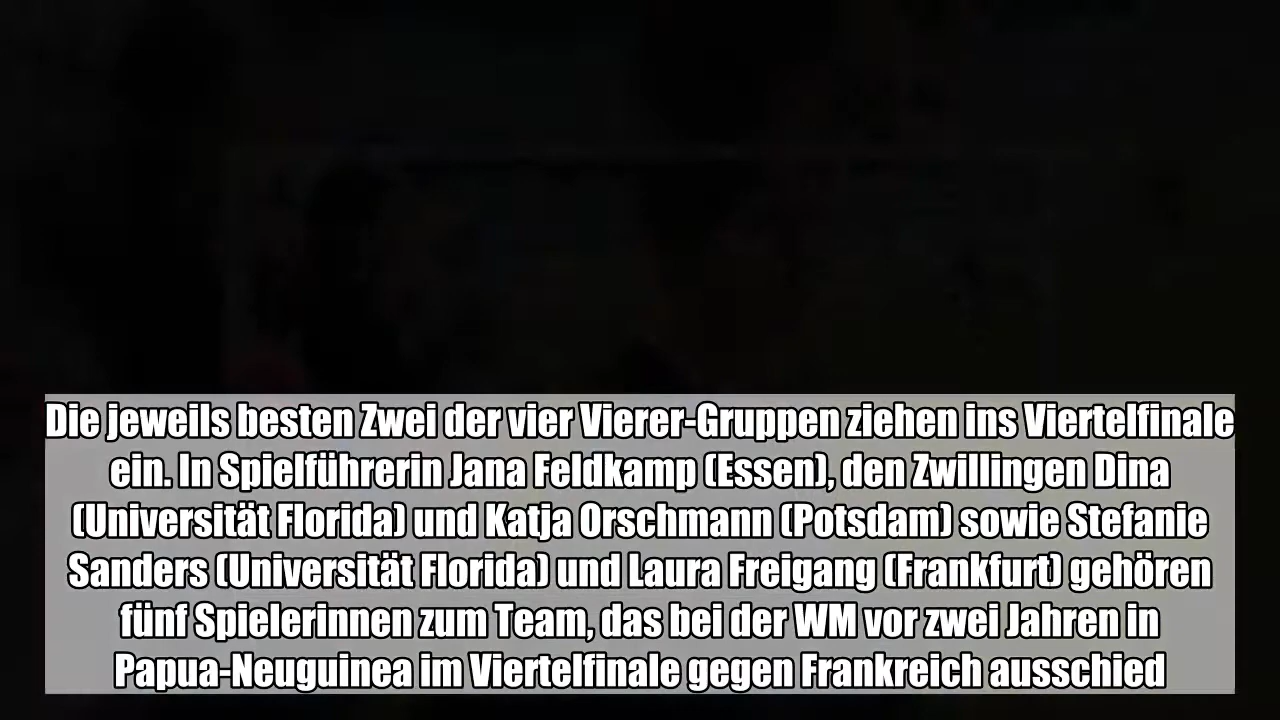 Die jeweils besten Zwei der vier Vierer-Gruppen ziehen ins Viertelfinale
ein. In Spielführerin Jana Feldkamp (Essen), den Zwillingen Dina
(Universität Florida) und Katja Orschmann (Potsdam) sowie Stefanie
Sanders (Universität Florida) und Laura Freigang (Frankfurt) gehören
fünf Spielerinnen zum Team, das bei der WM vor zwei Jahren in
Papua-Neuguinea im Viertelfinale gegen Frankreich ausschied